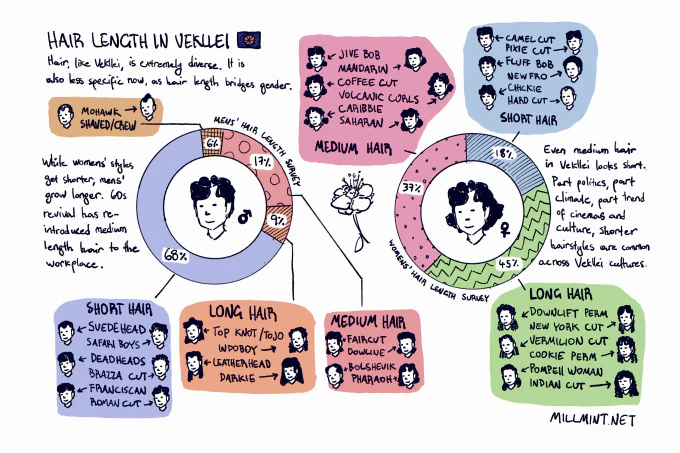 HAIR LENGTH IN VEKLLEI
Hair, like Vekllei, is extremely diverse. It is
also less specific now, as hair length bridges gender.
MOHAWK
SHAVED/CREW
MENS' HAIR LENGTH SURVEY
6%
17%
9%
68%
While womens' styles
get shorter, mens'
grow longer. 60s
revival has re-
introduced medium
length hair to the
workplace.
JIVE BOB
MANDARIN
COFFEE CUT
VOLCANIC CURLS
CARIBBIE
SAHARAN
MEDIUM HAIR
CAMEL CUT
PIXIE CUT
FLUFF BOB
NEWFRO
CHICKIE
HARD CUT
SHORT HAIR
18%
37%
45%
WOMENS' HAIR LENGTH SURVEY
Even medium hair
in Vekllei looks short.
Part politics, part
climate, part trend
of cinema and
culture, shorter
hairstyles are common
across Vekllei cultures.
SHORT HAIR
SUEDEHEAD
SAFARI BOYS
DEADHEADS
BRAZZA CUT
FRANCISCAN
ROMAN CUT
LONG HAIR
TOP KNOT/TOJO
INDOBOY
LEATHERHEAD
DARKIE
MEDIUM HAIR
FAIRCUT
DOWLINE
BOLSHEVIK
PHARAOH
LONG HAIR
DOWNLIFT PERM
NEW YORK CUT
VERMILION CUT
COOKIE PERM
POMPEII WOMAN
INDIAN CUT
MILLMINT.NET